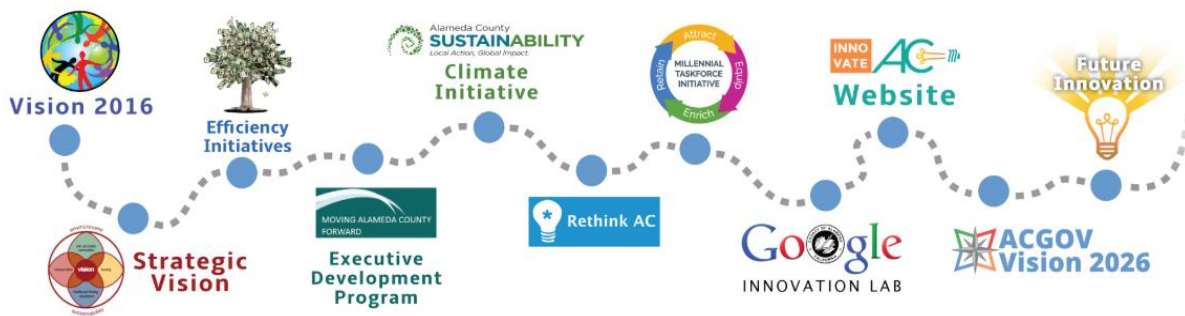 Vision 2016
vision
Strategic
Vision
Efficiency
Initiatives
MOVING ALAMEDA COUNTY
FORWARD
Executive
Development
Program
Alameda County
SUSTAINABILITY
Local Action, Global Impact.
Climate
Initiative
Rethink AC
Attract
Equip
Enrich
Retain
MILLENNIAL
TASKFORCE
INITIATIVE
Google
INNOVATION LAB
INNO
VATE
AC
Website
ACGOV
Vision 2026
Future
Innovation